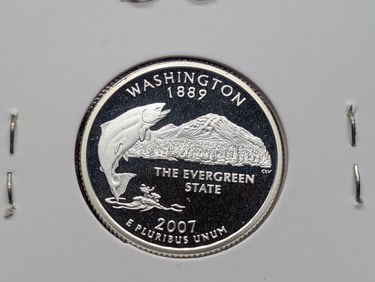 WASHINGTON
1889
THE EVERGREEN
STATE
2007
E PLURIBUS UNUM